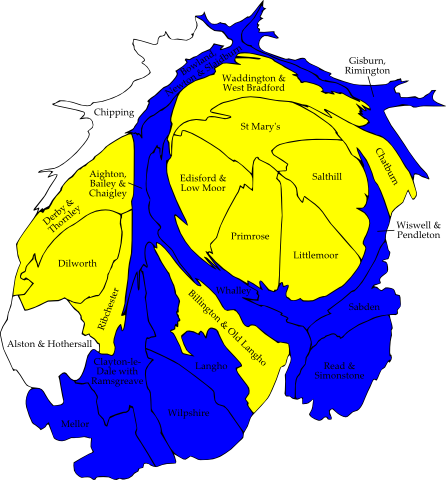 Gisburn,
Rimington
Waddington &
West Bradford
Chipping
St Mary's
Chatburn
Aighton,
Bailey &
Chaigley
Edisford &
Low Moor
Salthill
Derby &
Thornley
Wiswell &
Pendleton
Primrose
Littlemoor
Dilworth
Whalley
Ribchester
Billington & Old Langho
Sabden
Alston & Hothersall
Clayton-le-
Dale with
Ramsgreave
Langho
Read &
Simonstone
Mellor
Wilpshire